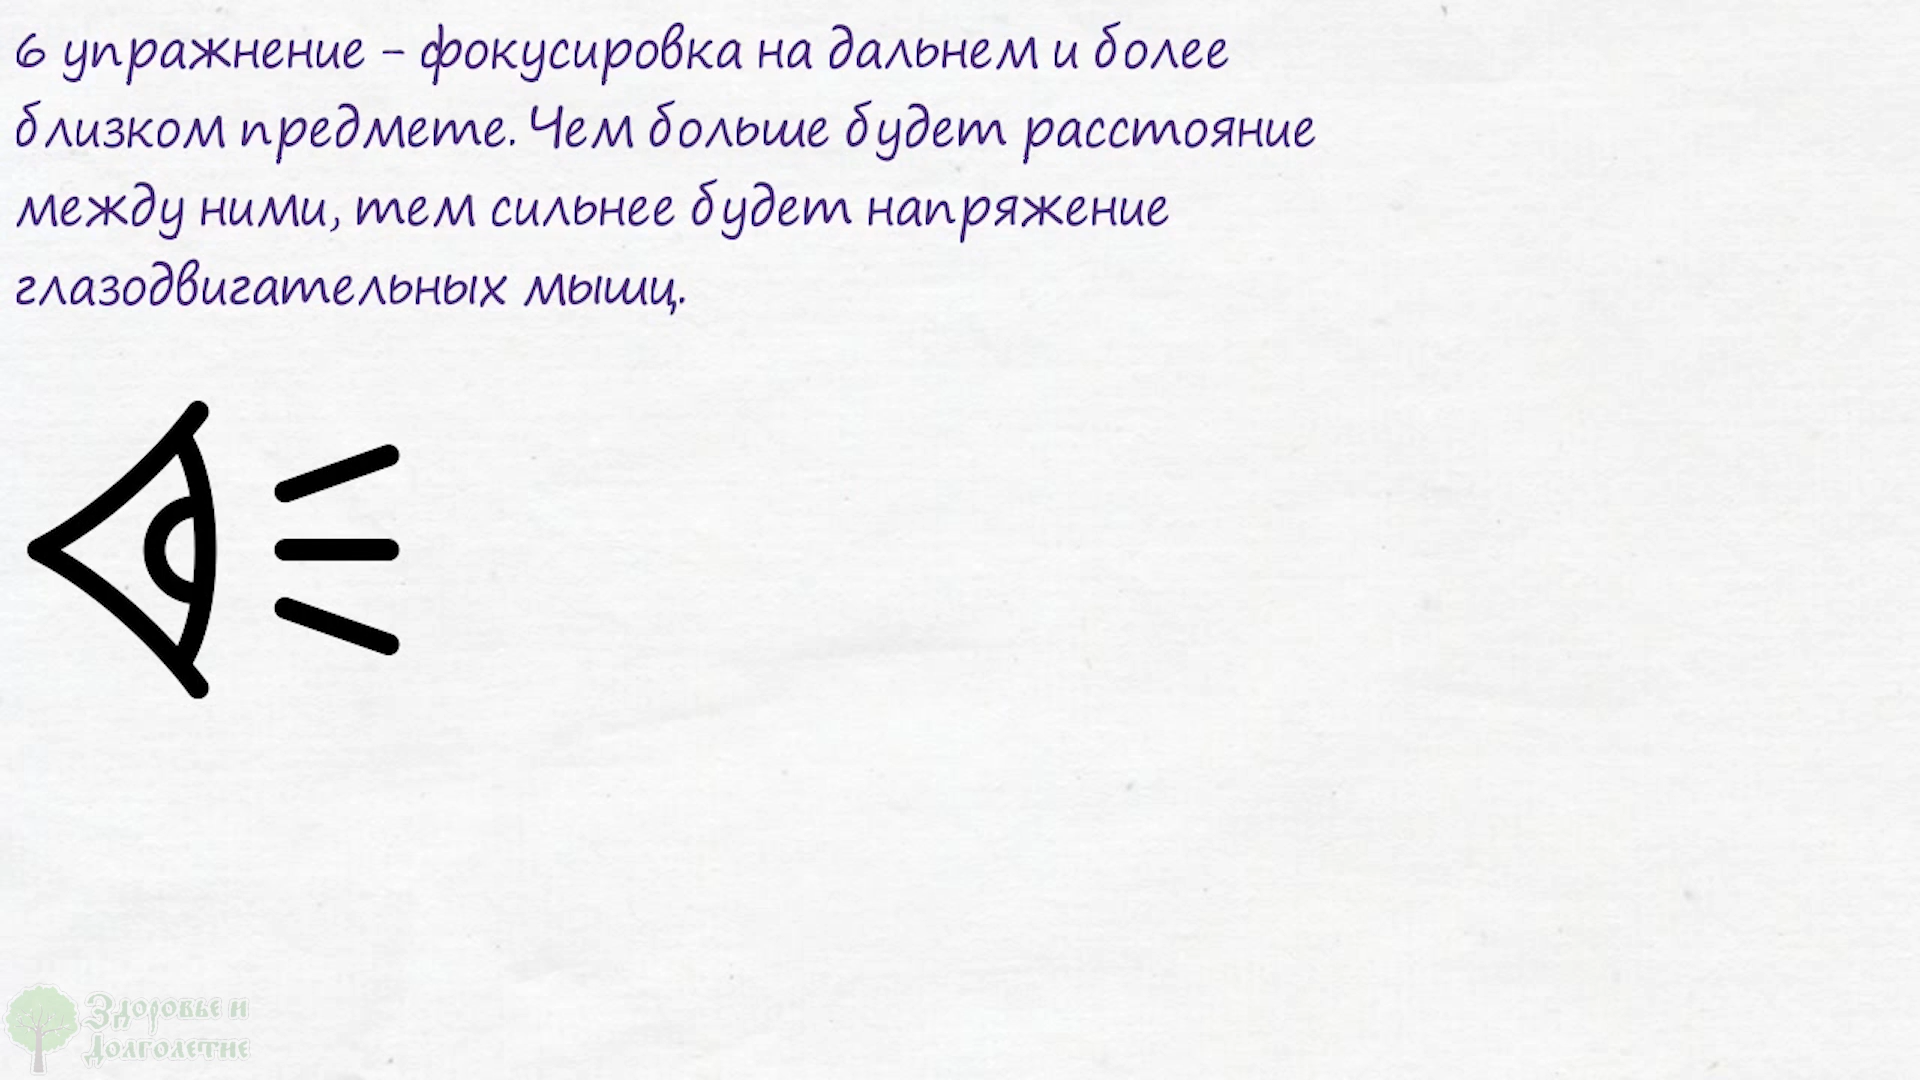 6 упражнение - фокусировка на дальнем и более
близком предмете. Чем больше будет расстояние
между ними, тем сильнее будет напряжение
глазодвигательных мышц.
Здоровье и
Долголетие